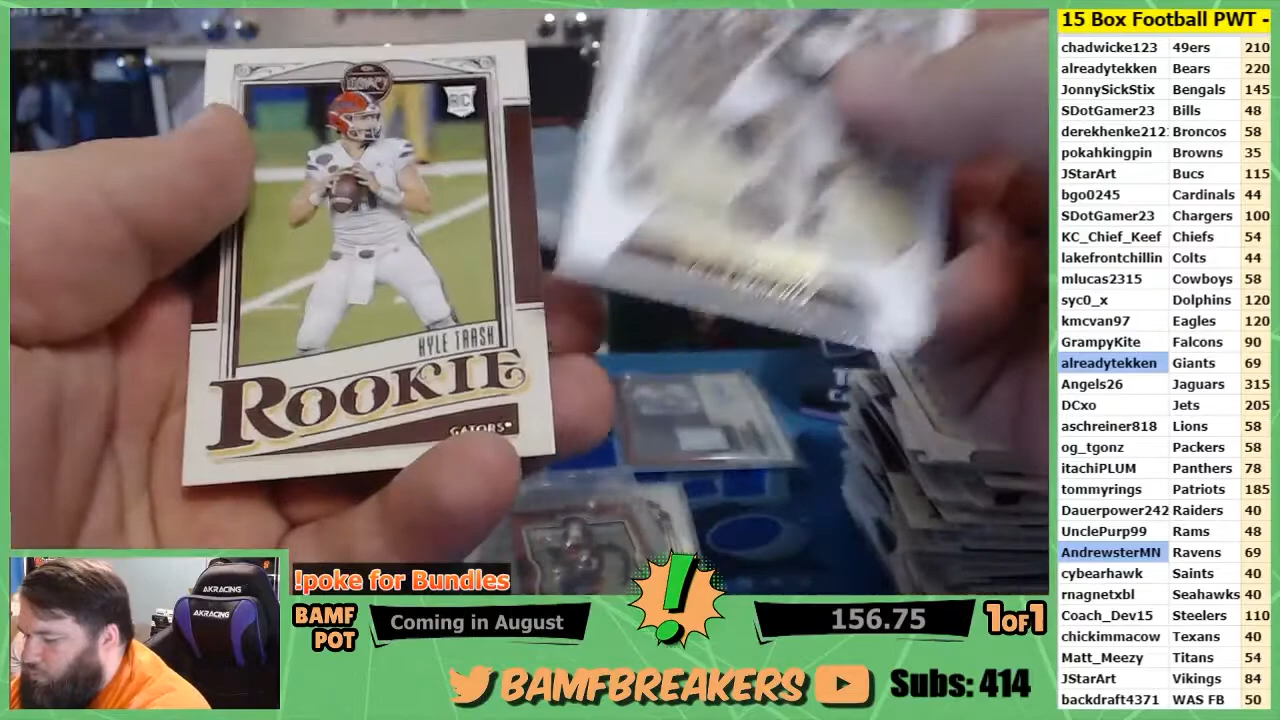 LEGACY
RC
KYLE TRASK
ROOKIE
GATORS
AKRACING
AKRACING
!poke for Bundles
BAMF
POT
Coming in August
!
156.75
1OF1
BAMFBREAKERS
Subs: 414
15 Box Football PWT -
chadwicke123 49ers 210
alreadytekken Bears 220
JonnySickStix Bengals 145
SDotGamer23 Bills 48
derekhenke212 Broncos 58
pokahkingpin Browns 35
JStarArt Bucs 115
bgo0245 Cardinals 44
SDotGamer23 Chargers 100
KC_Chief_Keef Chiefs 54
lakefrontchillin Colts 44
mlucas2315 Cowboys 58
syc0_x Dolphins 120
kmcvan97 Eagles 120
GrampyKite Falcons 90
alreadytekken Giants 69
Angels26 Jaguars 315
DCxo Jets 205
aschreiner818 Lions 58
og_tgonz Packers 58
itachiPLUM Panthers 78
tommyrings Patriots 185
Dauerpower242 Raiders 40
UnclePurp99 Rams 48
AndrewsterMN Ravens 69
cybearhawk Saints 40
rnagnetxbl Seahawks 40
Coach_Dev15 Steelers 110
chickimmacow Texans 40
Matt_Meezy Titans 54
JStarArt Vikings 84
backdraft4371 WAS FB 50